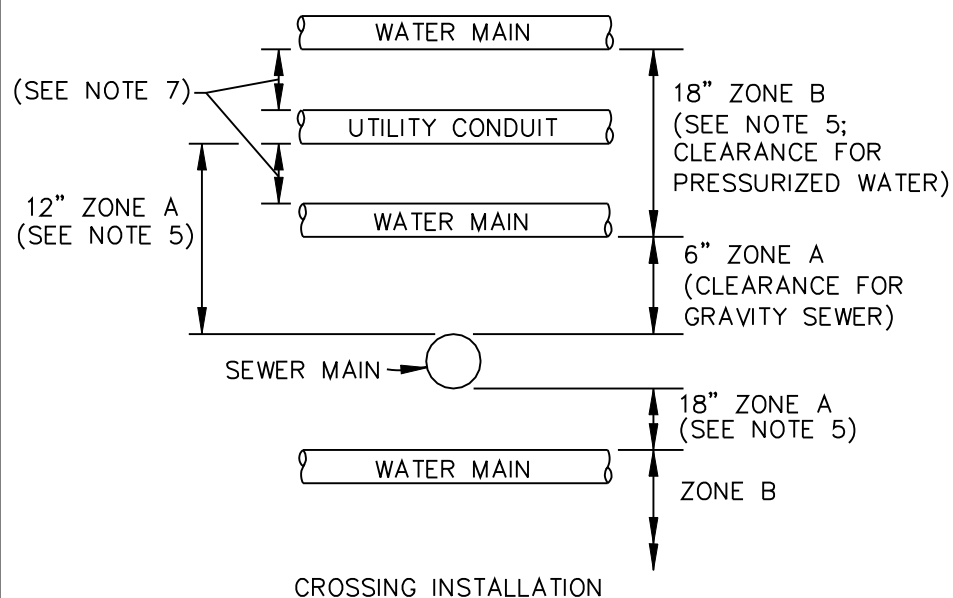 WATER MAIN
(SEE NOTE 7)
UTILITY CONDUIT
18" ZONE B
(SEE NOTE 5;
CLEARANCE FOR
PRESSURIZED WATER)
12" ZONE A
(SEE NOTE 5)
WATER MAIN
6" ZONE A
(CLEARANCE FOR
GRAVITY SEWER)
SEWER MAIN
18" ZONE A
(SEE NOTE 5)
WATER MAIN
ZONE B
CROSSING INSTALLATION